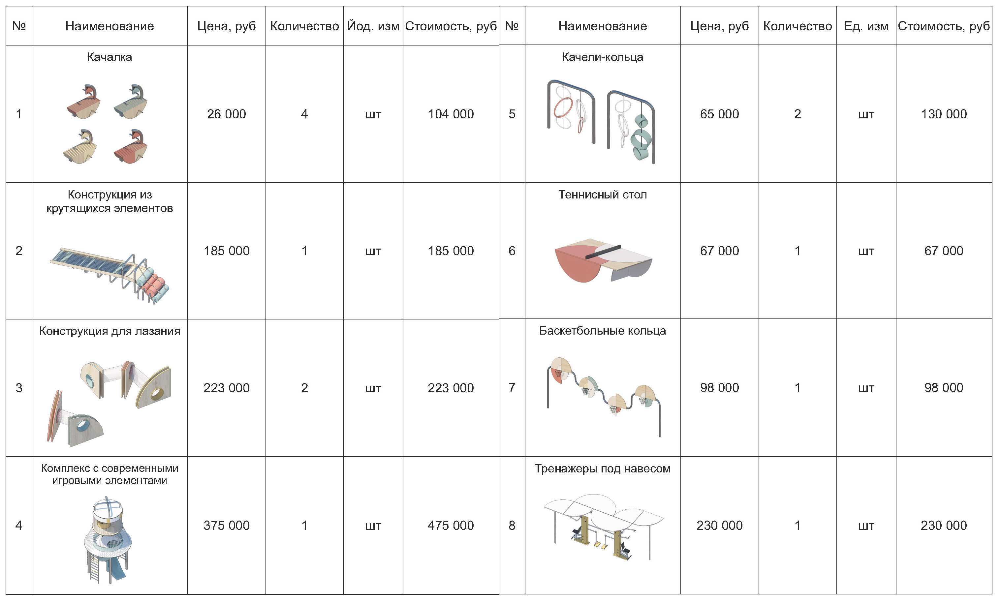 № Наименование Цена, руб Количество Йод. изм Стоимость, руб № Наименование Цена, руб Количество Ед. изм Стоимость, руб
Качалка
1 26 000 4 шт 104 000
Качели-кольца
5 65 000 2 шт 130 000
Конструкция из
крутящихся элементов
2 185 000 1 шт 185 000
Теннисный стол
6 67 000 1 шт 67 000
Конструкция для лазания
3 223 000 2 шт 223 000
Баскетбольные кольца
7 98 000 1 шт 98 000
Комплекс с современными
игровыми элементами
4 375 000 1 шт 475 000
Тренажеры под навесом
8 230 000 1 шт 230 000